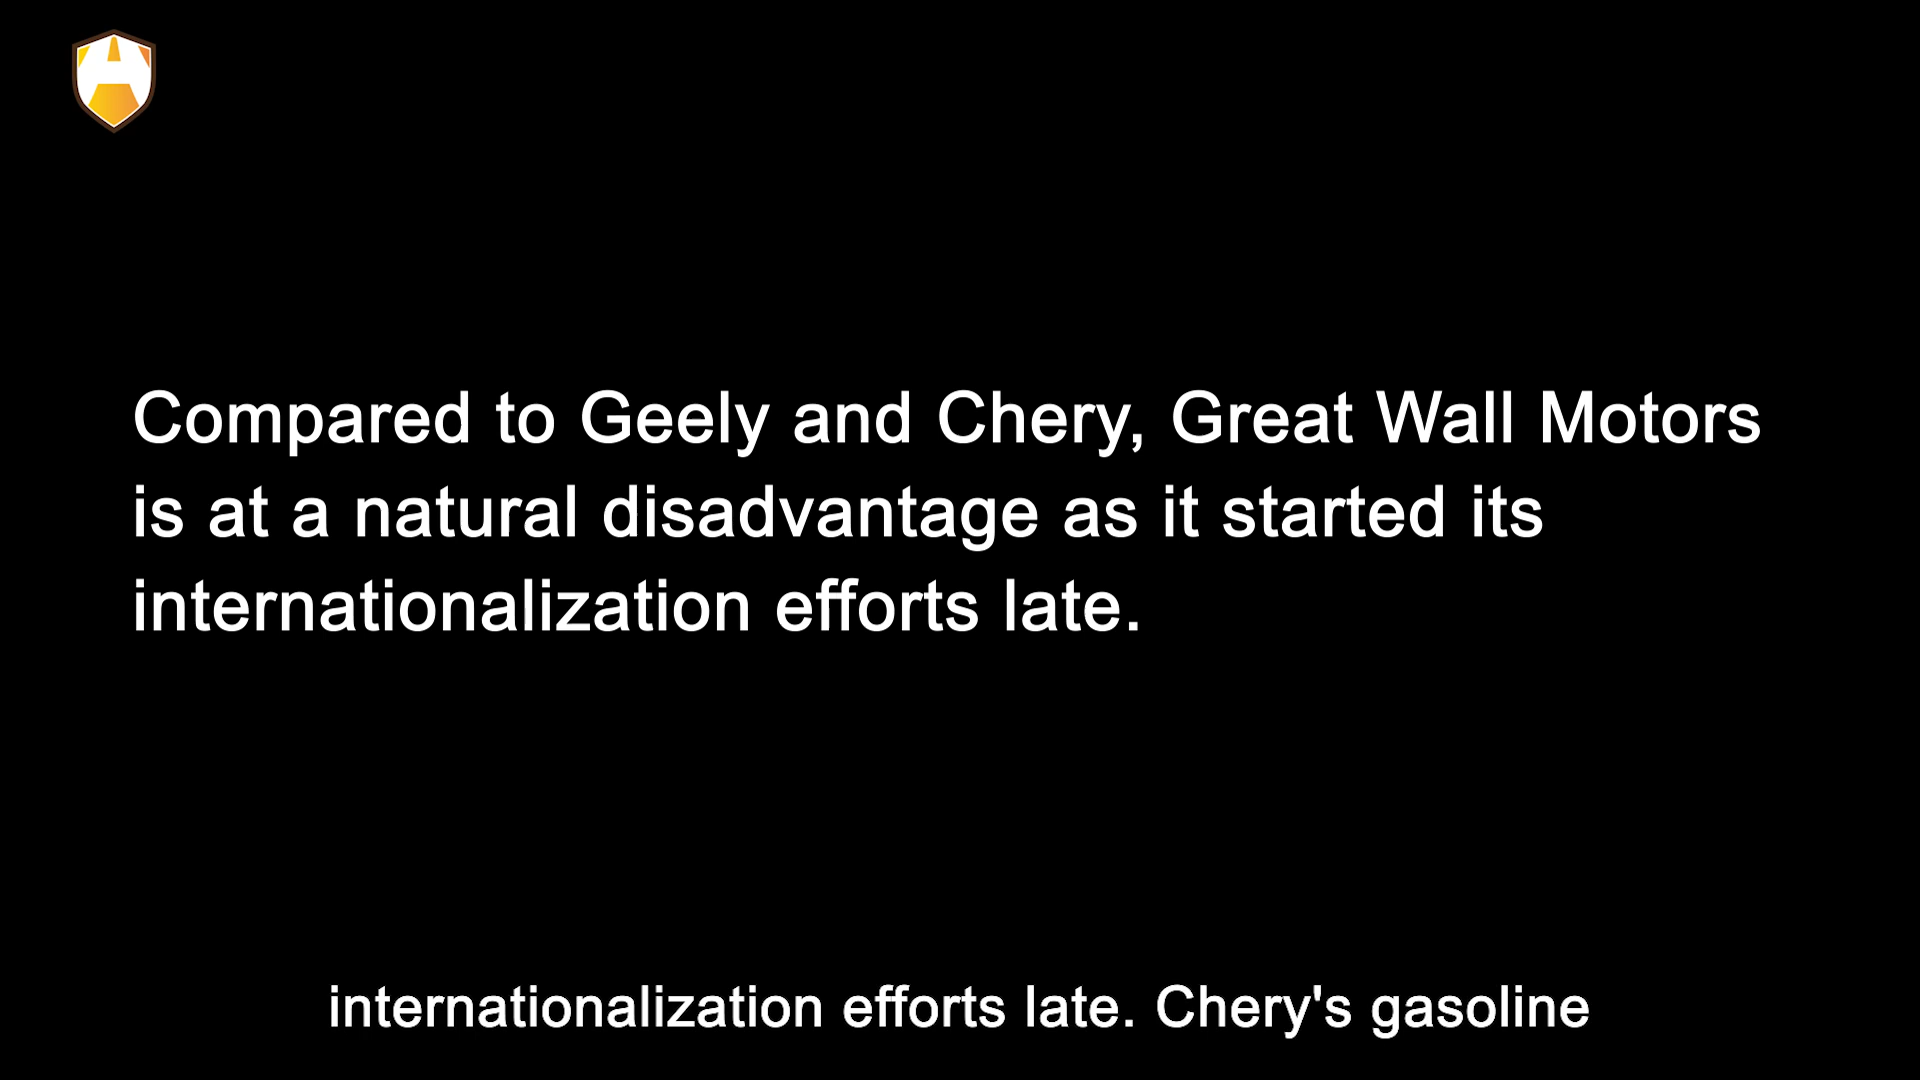 Compared to Geely and Chery, Great Wall Motors
is at a natural disadvantage as it started its
internationalization efforts late.
internationalization efforts late. Chery's gasoline